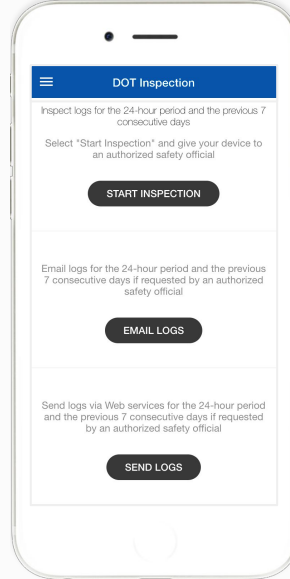 DOT Inspection
Inspect logs for the 24-hour period and the previous 7
consecutive days
Select "Start Inspection" and give your device to
an authorized safety official
START INSPECTION
Email logs for the 24-hour period and the previous
7 consecutive days if requested by an authorized
safety official
EMAIL LOGS
Send logs via Web services for the 24-hour period
and the previous 7 consecutive days if requested
by an authorized safety official
SEND LOGS